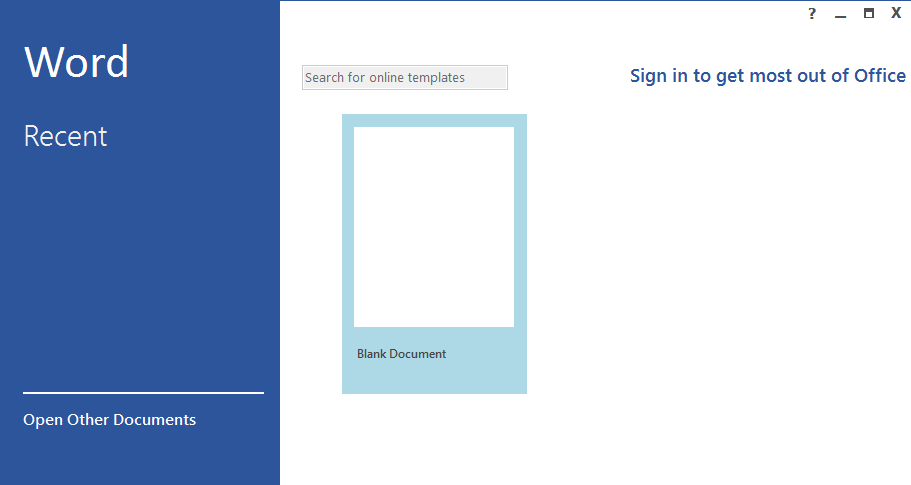 ? X
Word
Search for online templates
Sign in to get most out of Office
Recent
Blank Document
Open Other Documents